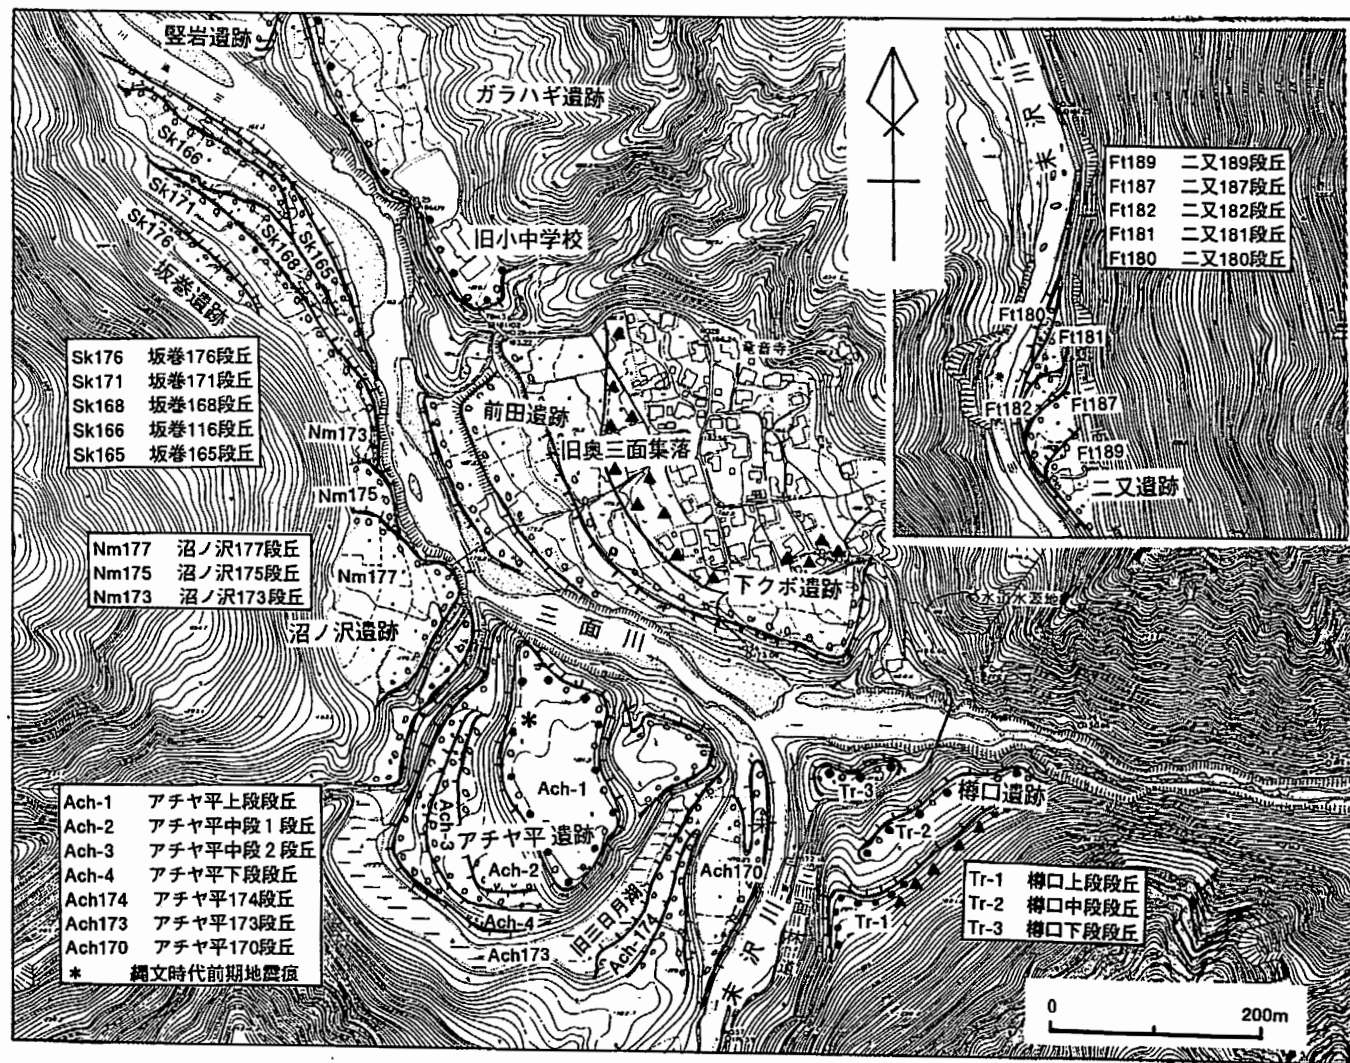 竪岩遺跡
ガラハギ遺跡
Sk166
Sk171
Sk176
Sk168
Sk165
坂巻遺跡
旧小中学校
Sk176 坂巻176段丘
Sk171 坂巻171段丘
Sk168 坂巻168段丘
Sk166 坂巻116段丘
Sk165 坂巻165段丘
前田遺跡
旧奥三面集落
下クボ遺跡
Nm173
Nm175
Nm177
沼ノ沢遺跡
Nm177 沼ノ沢177段丘
Nm175 沼ノ沢175段丘
Nm173 沼ノ沢173段丘
三面川
水道水源地
末沢川
Ft189 二又189段丘
Ft187 二又187段丘
Ft182 二又182段丘
Ft181 二又181段丘
Ft180 二又180段丘
Ft180
Ft181
Ft182
Ft187
Ft189
二又遺跡
*
Ach-1 アチヤ平上段段丘
Ach-2 アチヤ平中段1段丘
Ach-3 アチヤ平中段2段丘
Ach-4 アチヤ平下段段丘
Ach174 アチヤ平174段丘
Ach173 アチヤ平173段丘
Ach170 アチヤ平170段丘
* 縄文時代前期地震痕
*
Ach-1
アチヤ平遺跡
Ach-3
Ach-2
Ach-4
Ach173
旧三日月湖
Ach-174
Ach170
末沢川
Tr-3
Tr-2
Tr-1
樽口遺跡
Tr-1 樽口上段段丘
Tr-2 樽口中段段丘
Tr-3 樽口下段段丘
0 200m